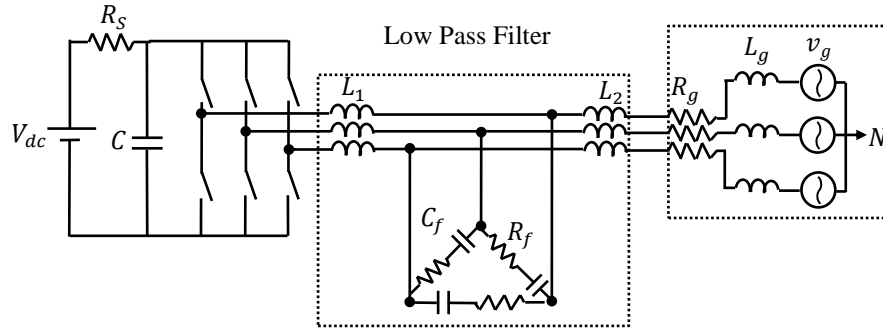 R_S
Low Pass Filter
L_g
v_g
L_1
L_2
R_g
V_dc
C
N
C_f
R_f